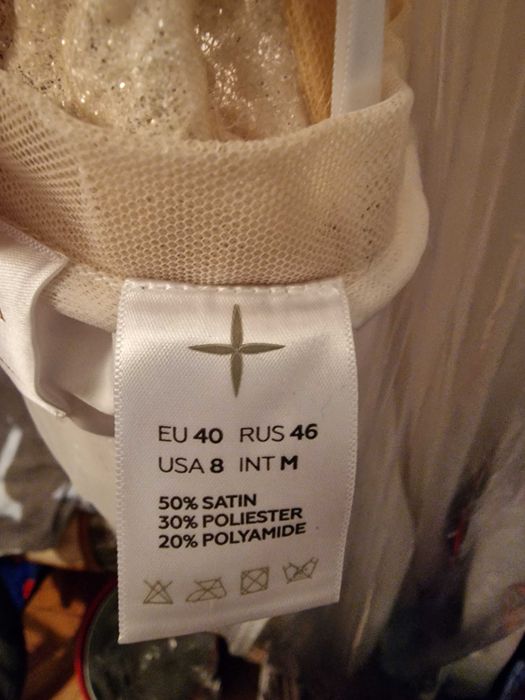 EU 40 RUS 46
USA 8 INT M
50% SATIN
30% POLIESTER
20% POLYAMIDE